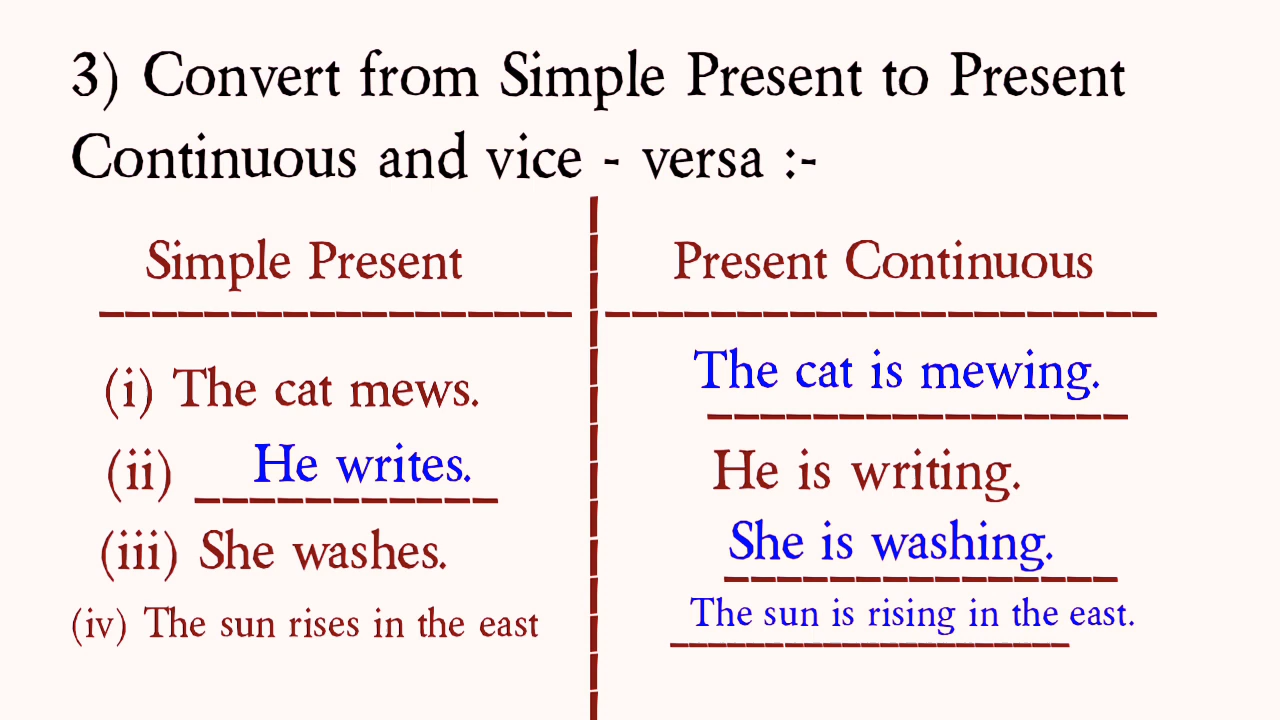 3) Convert from Simple Present to Present
Continuous and vice - versa :-
Simple Present
Present Continuous
(i) The cat mews.
The cat is mewing.
(ii) He writes.
He is writing.
(iii) She washes.
She is washing.
(iv) The sun rises in the east
The sun is rising in the east.